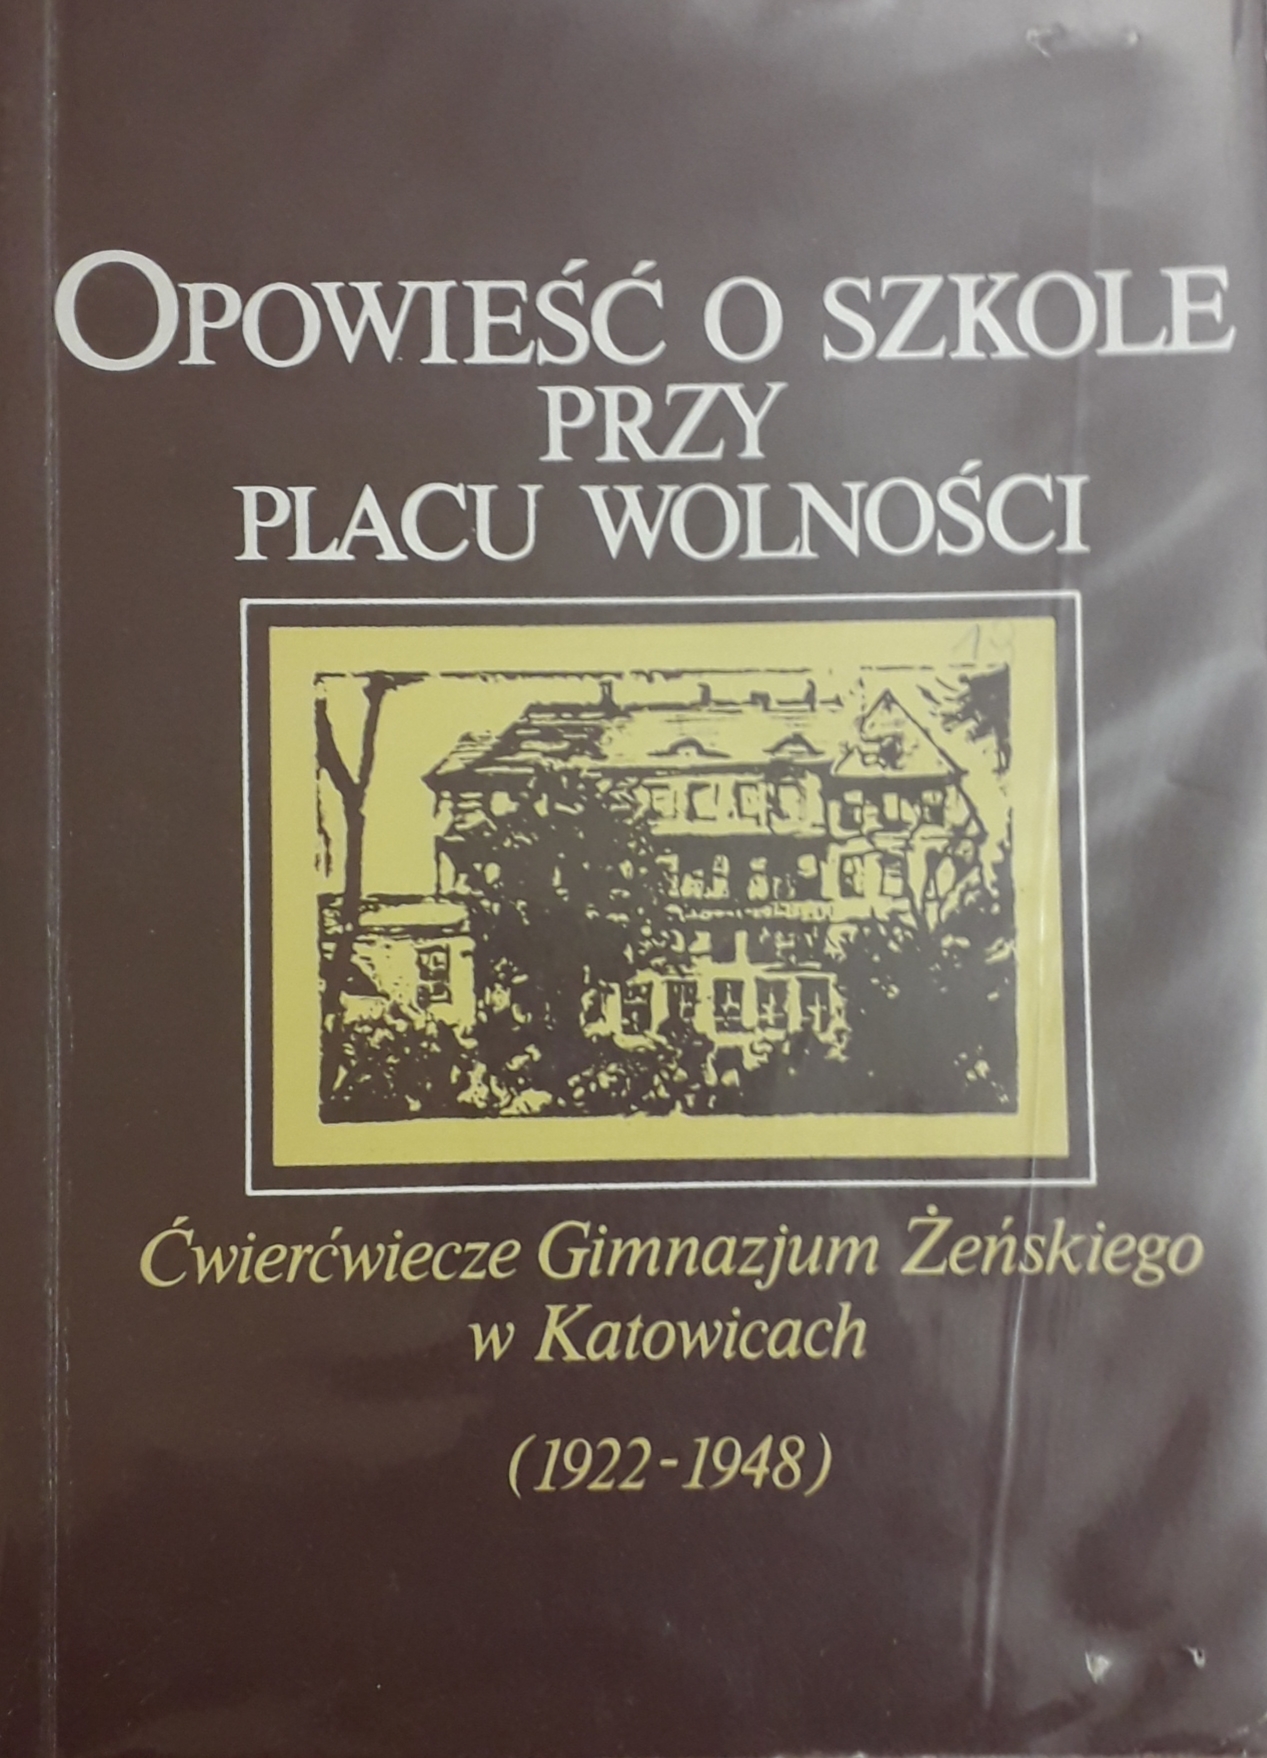 OPOWIEŚĆ O SZKOLE
PRZY
PLACU WOLNOŚCI
Ćwierćwiecze Gimnazjum Żeńskiego
w Katowicach
(1922-1948)